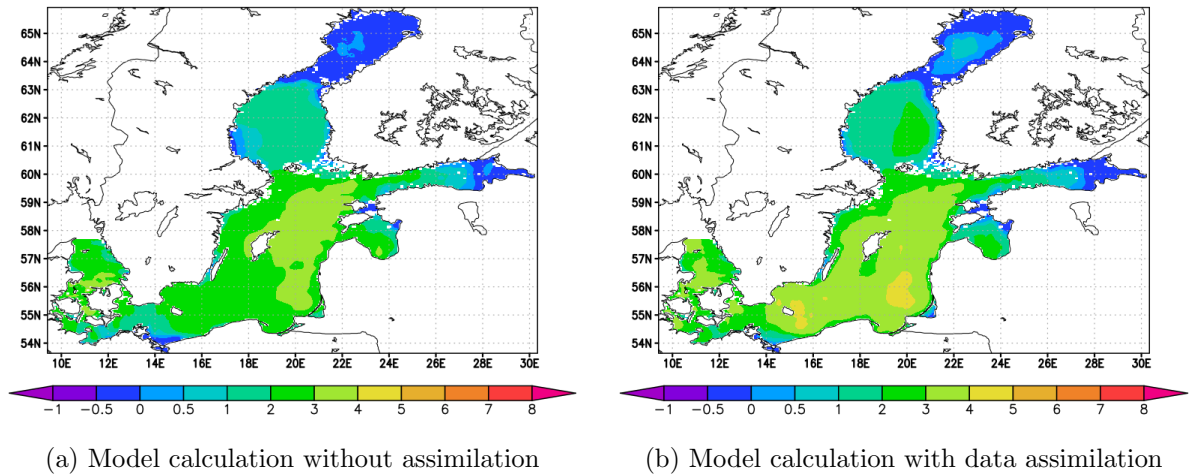 65N
64N
63N
62N
61N
60N
59N
58N
57N
56N
55N
54N
10E 12E 14E 16E 18E 20E 22E 24E 26E 28E 30E
−1 −0.5 0 0.5 1 2 3 4 5 6 7 8
(a) Model calculation without assimilation
65N
64N
63N
62N
61N
60N
59N
58N
57N
56N
55N
54N
10E 12E 14E 16E 18E 20E 22E 24E 26E 28E 30E
−1 −0.5 0 0.5 1 2 3 4 5 6 7 8
(b) Model calculation with data assimilation